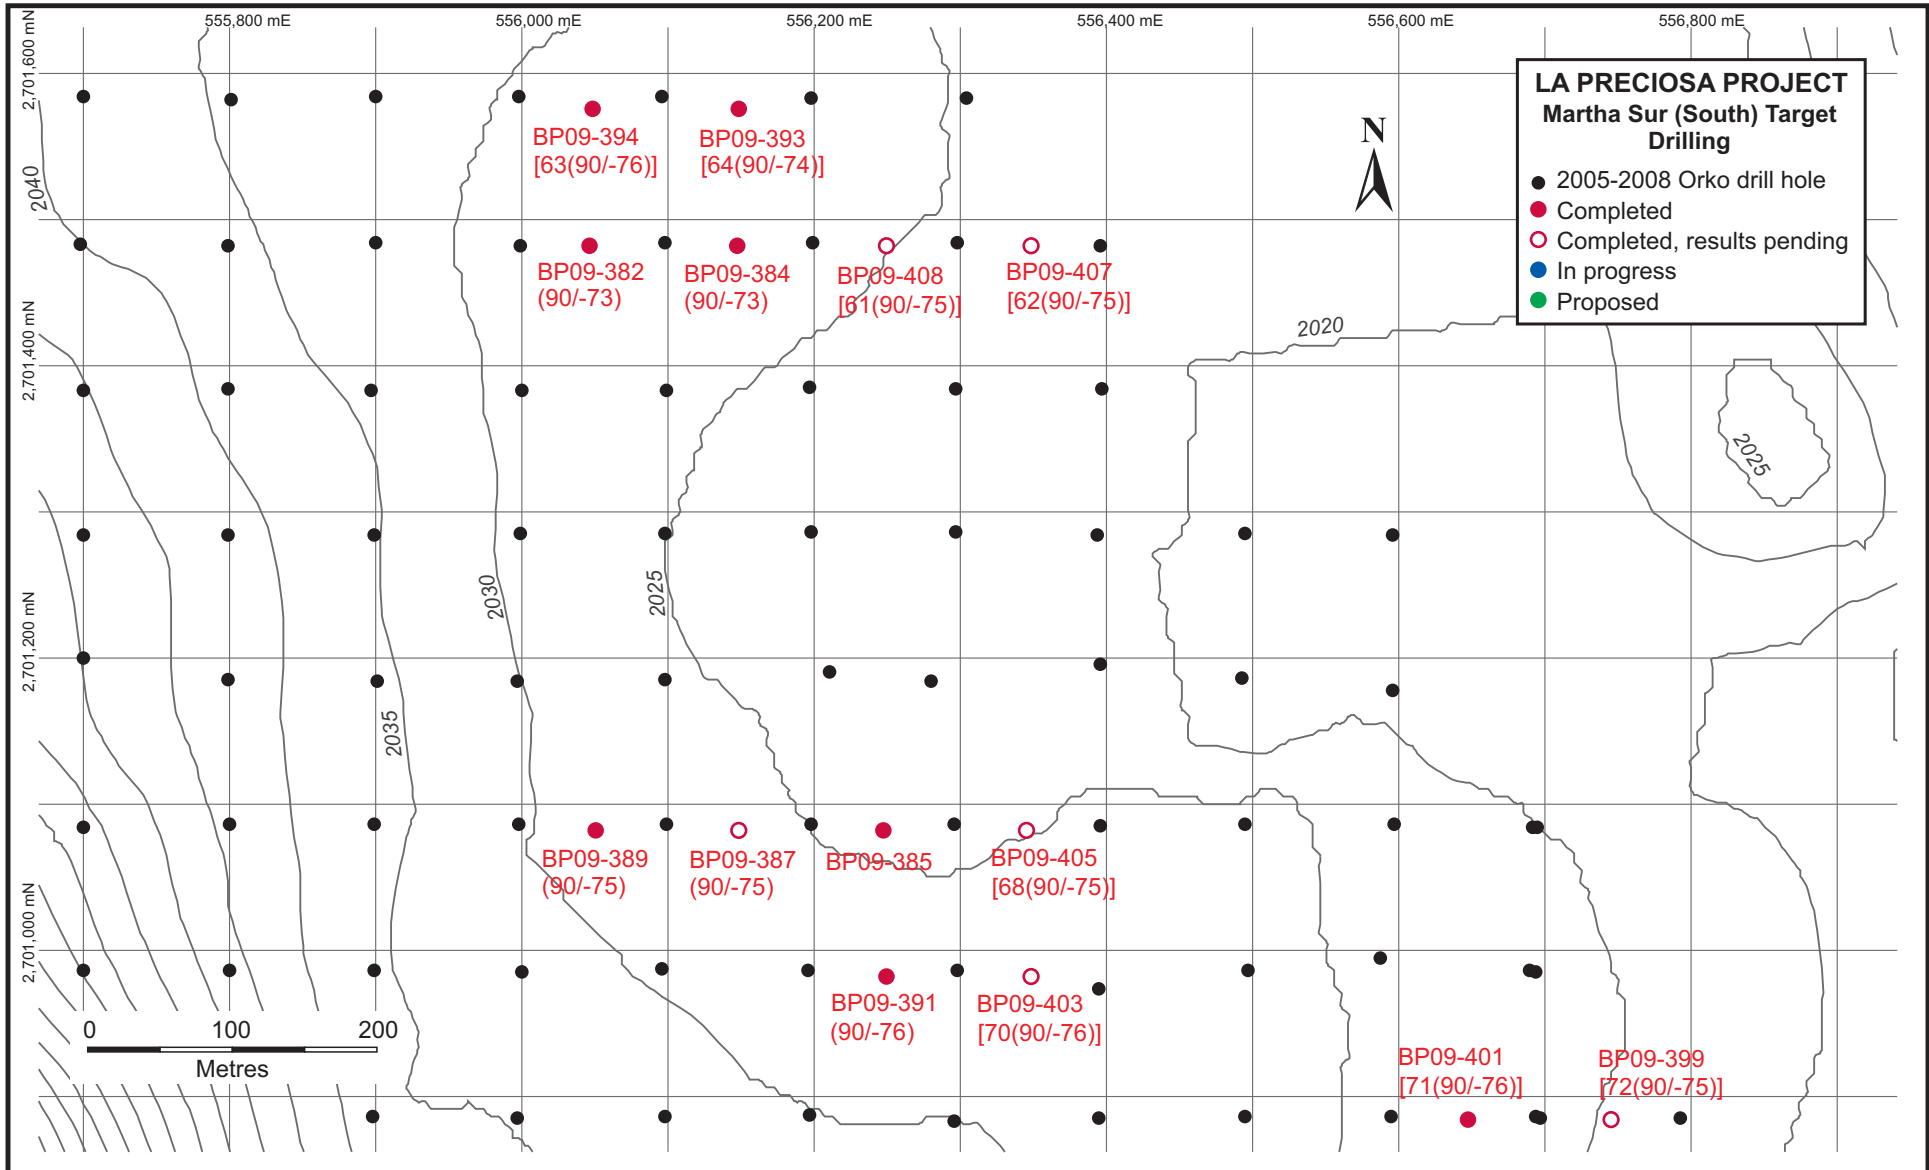 555,800 mE
556,000 mE
556,200 mE
556,400 mE
556,600 mE
556,800 mE
2,701,600 mN
2,701,400 mN
2,701,200 mN
2,701,000 mN
LA PRECIOSA PROJECT
Martha Sur (South) Target
Drilling
2005-2008 Orko drill hole
Completed
Completed, results pending
In progress
Proposed
N
BP09-394
[63(90/-76)]
BP09-393
[64(90/-74)]
2040
BP09-382
(90/-73)
BP09-384
(90/-73)
BP09-408
[61(90/-75)]
BP09-407
[62(90/-75)]
2020
2025
2030
2025
2035
BP09-389
(90/-75)
BP09-387
(90/-75)
BP09-385
BP09-405
[68(90/-75)]
BP09-391
(90/-76)
BP09-403
[70(90/-76)]
BP09-401
[71(90/-76)]
BP09-399
[72(90/-75)]
0 100 200
Metres